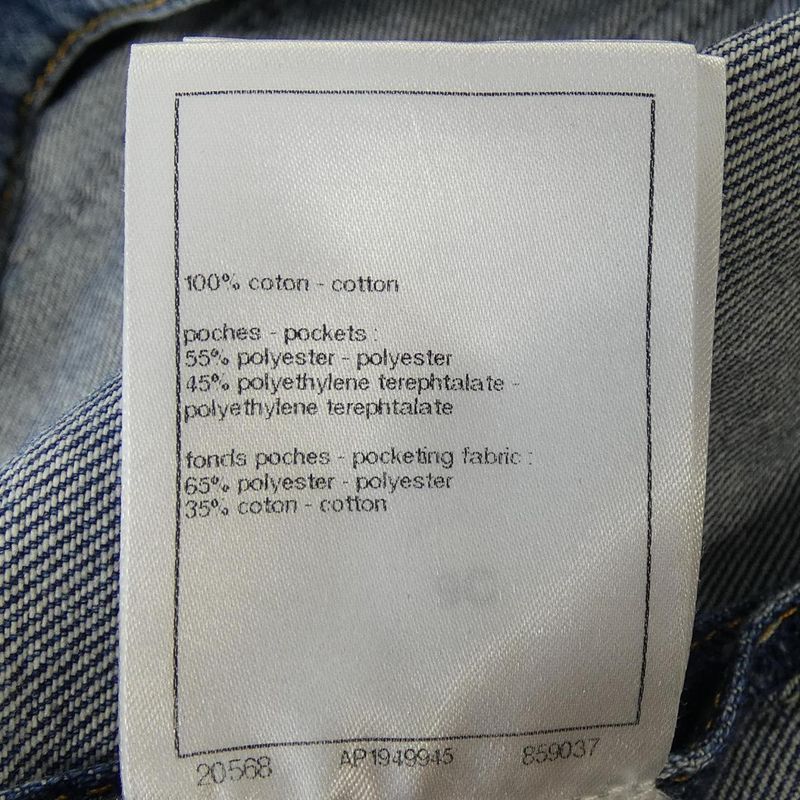 100% coton - cotton
poches - pockets :
55% polyester - polyester
45% polyethylene terephtalate -
polyethylene terephtalate
fonds poches - pocketing fabric :
65% polyester - polyester
35% coton - cotton
20568 AP1949945 859037